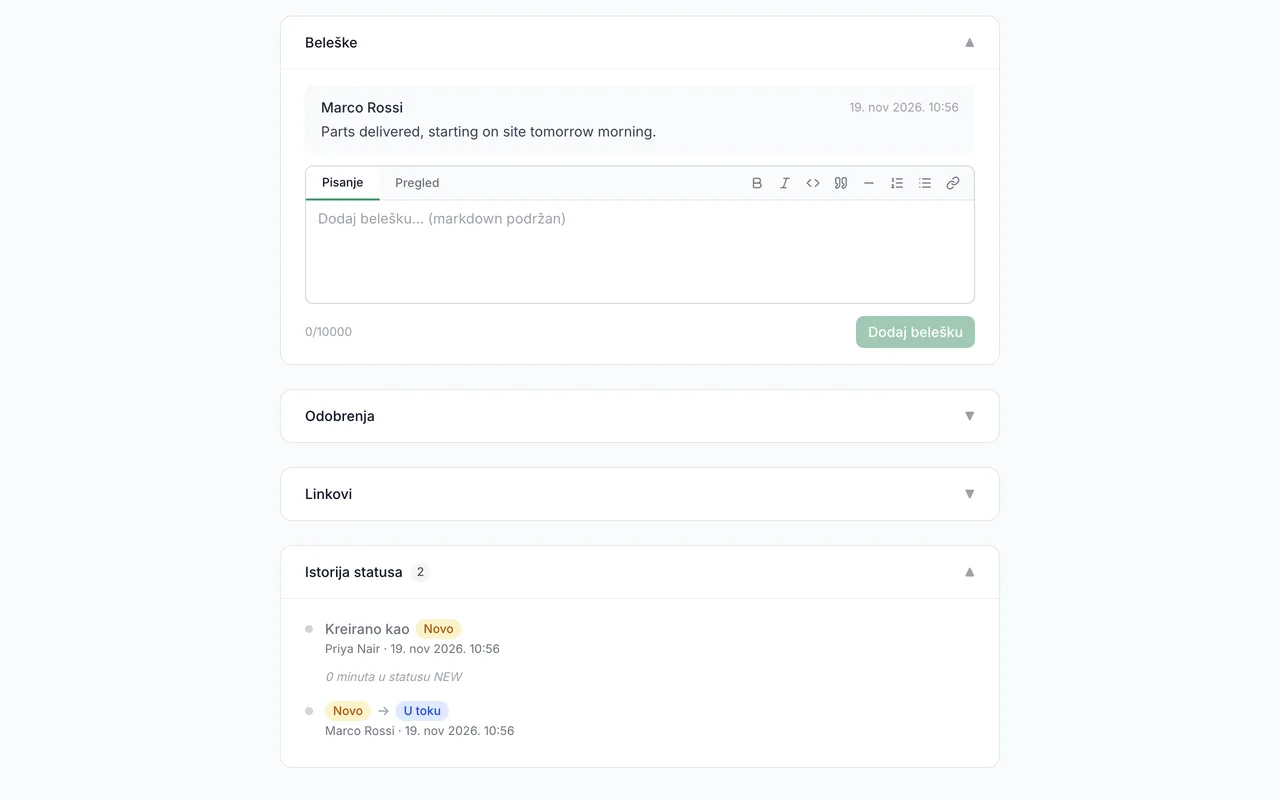 Beleške
Marco Rossi 19. nov 2026. 10:56
Parts delivered, starting on site tomorrow morning.
Pisanje Pregled
Dodaj belešku... (markdown podržan)
0/10000 Dodaj belešku
Odobrenja
Linkovi
Istorija statusa 2
Kreirano kao Novo
Priya Nair · 19. nov 2026. 10:56
0 minuta u statusu NEW
Novo → U toku
Marco Rossi · 19. nov 2026. 10:56